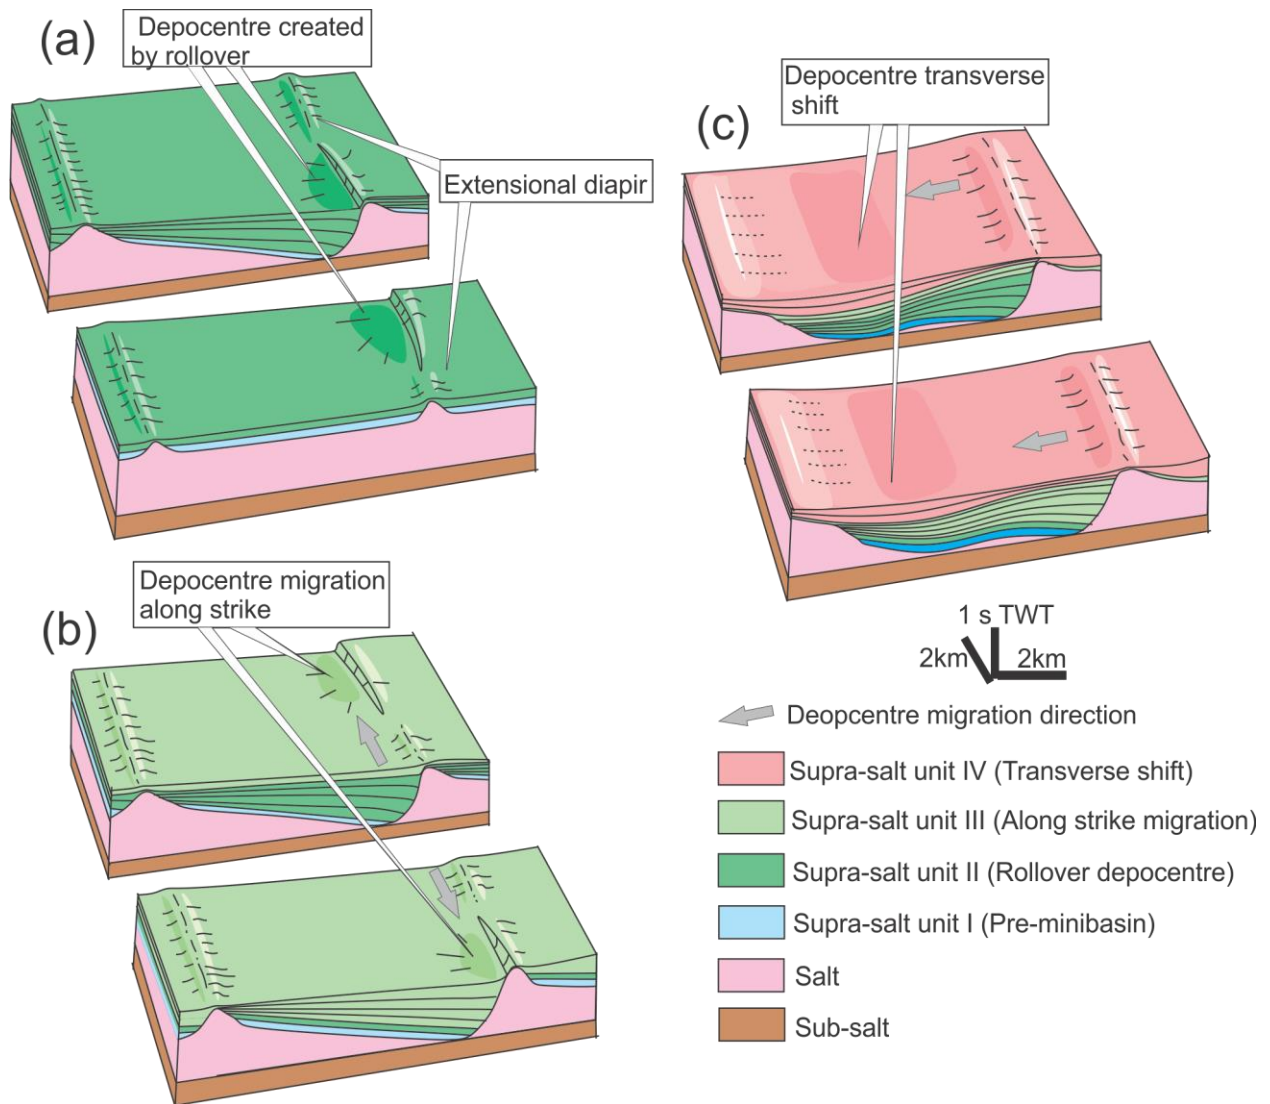 (a)
Depocentre created
by rollover
Extensional diapir
(b)
Depocentre migration
along strike
(c)
Depocentre transverse
shift
1 s TWT
2km
2km
Deopcentre migration direction
Supra-salt unit IV (Transverse shift)
Supra-salt unit III (Along strike migration)
Supra-salt unit II (Rollover depocentre)
Supra-salt unit I (Pre-minibasin)
Salt
Sub-salt